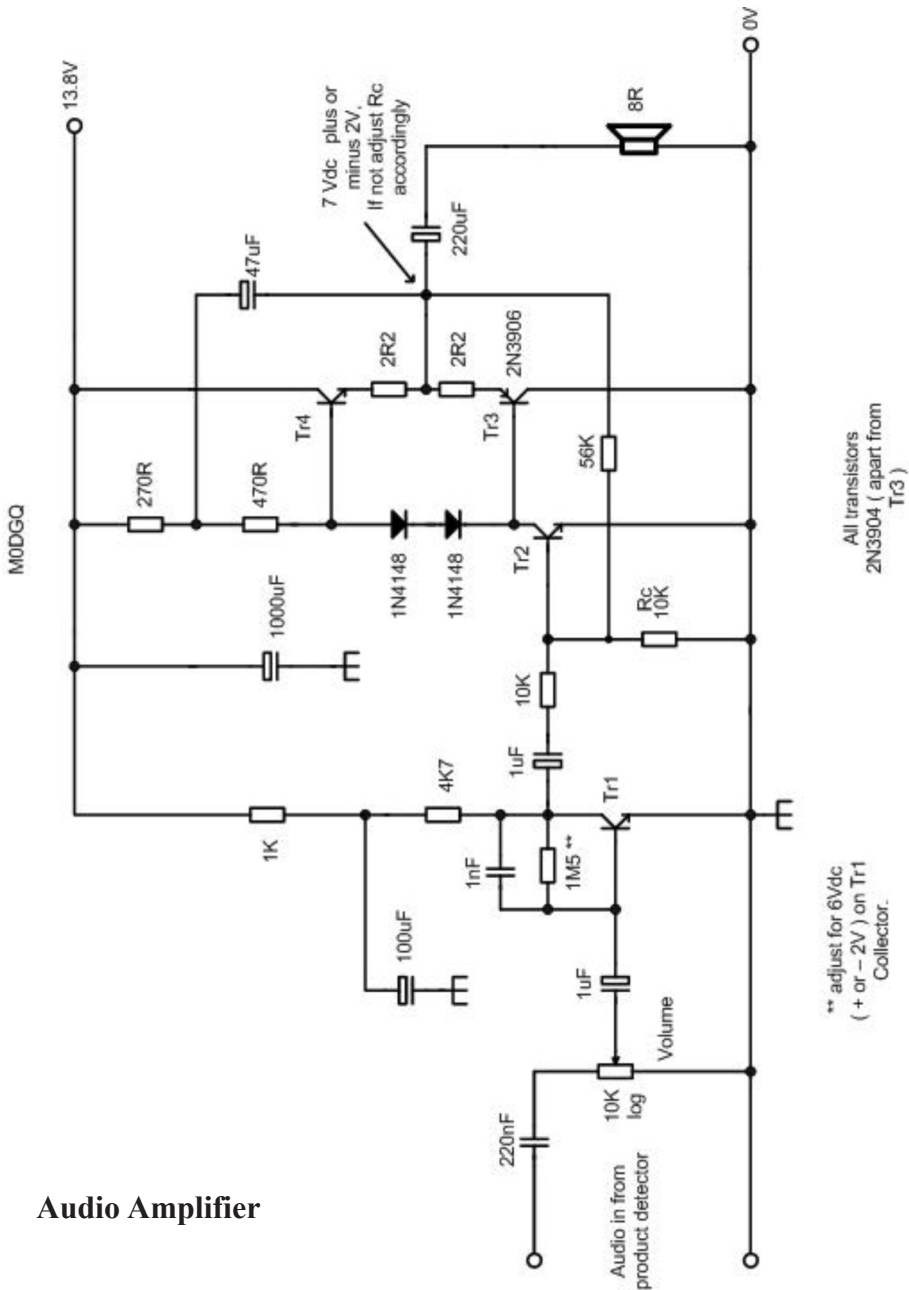 M0DGQ
13.8V
1K
100uF
4K7
1nF
1M5 **
Tr1
1uF
10K
1000uF
270R
470R
1N4148
1N4148
Tr2
Rc
10K
Tr4
2R2
2R2
Tr3
2N3906
56K
47uF
7 Vdc plus or
minus 2V.
If not adjust Rc
accordingly
220uF
8R
0V
220nF
10K
log
Volume
1uF
Audio in from
product detector
** adjust for 6Vdc
( + or – 2V ) on Tr1
Collector.
All transistors
2N3904 ( apart from
Tr3 )
Audio Amplifier